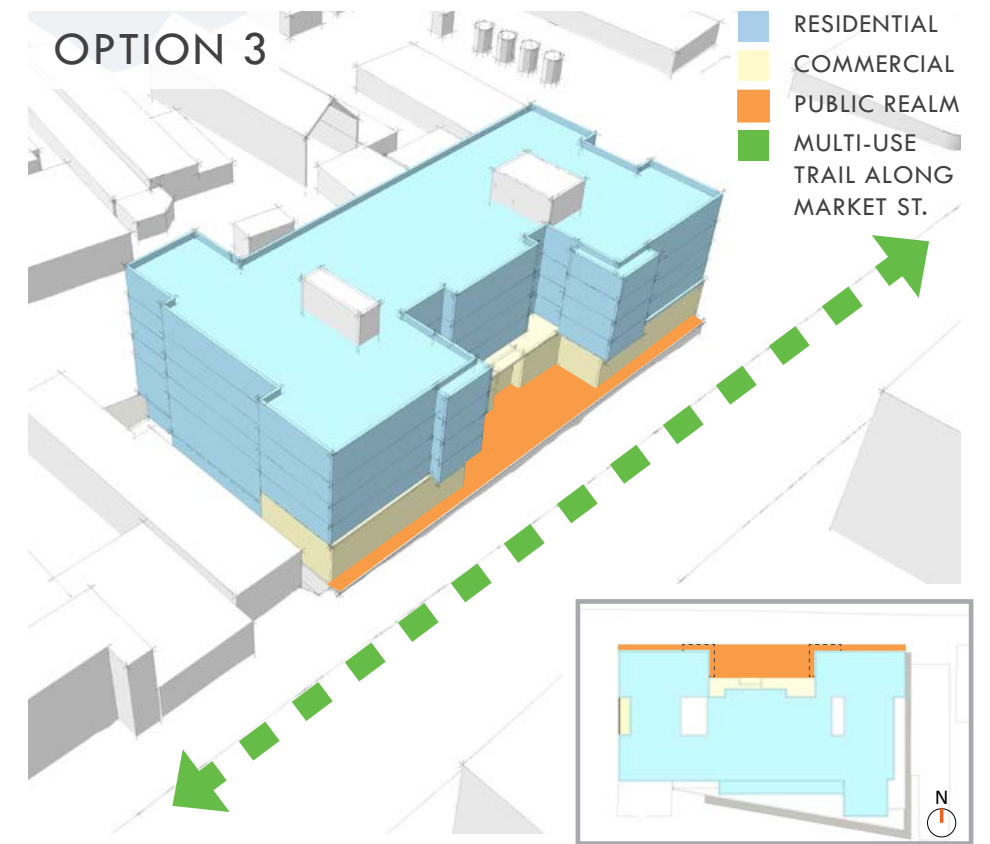 OPTION 3
RESIDENTIAL
COMMERCIAL
PUBLIC REALM
MULTI-USE
TRAIL ALONG
MARKET ST.
N